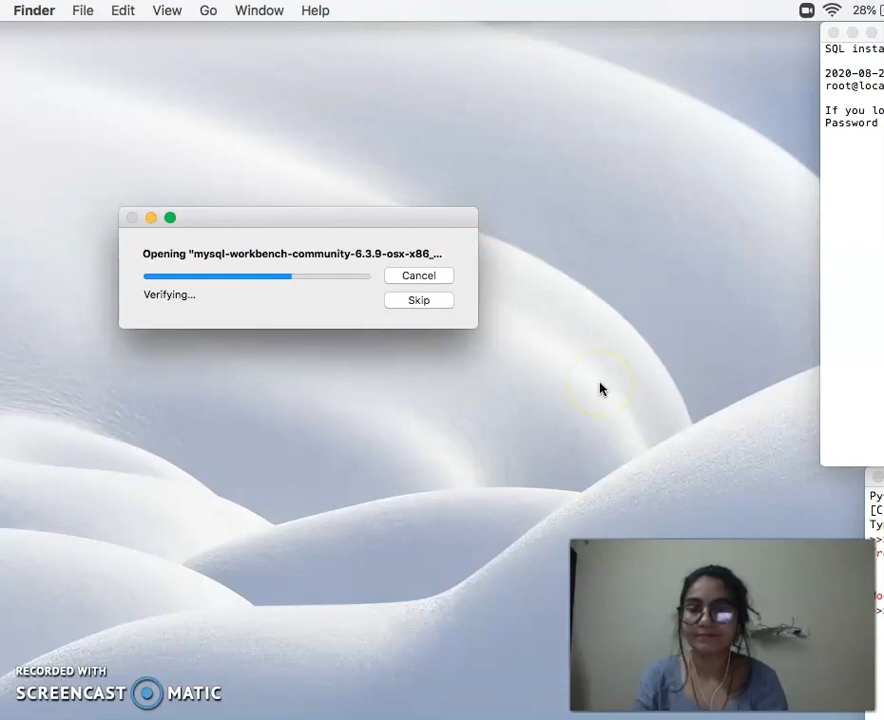 Finder File Edit View Go Window Help 28%
SQL insta
2020-08-2
root@loca
If you lo
Password
Opening "mysql-workbench-community-6.3.9-osx-x86_...
Cancel
Verifying...
Skip
Py
[C
Ty
RECORDED WITH
SCREENCAST MATIC